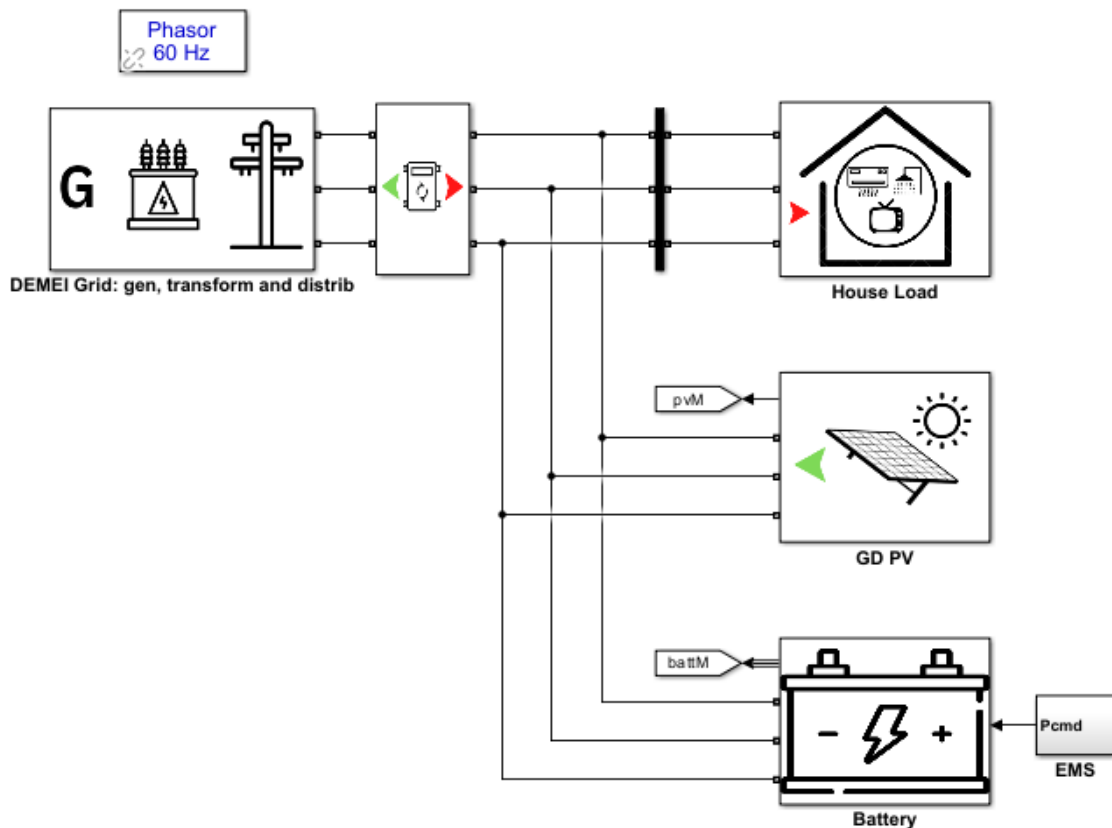 Phasor
60 Hz
G
DEMEI Grid: gen, transform and distrib
House Load
pvM
GD PV
battM
- +
Pcmd
EMS
Battery